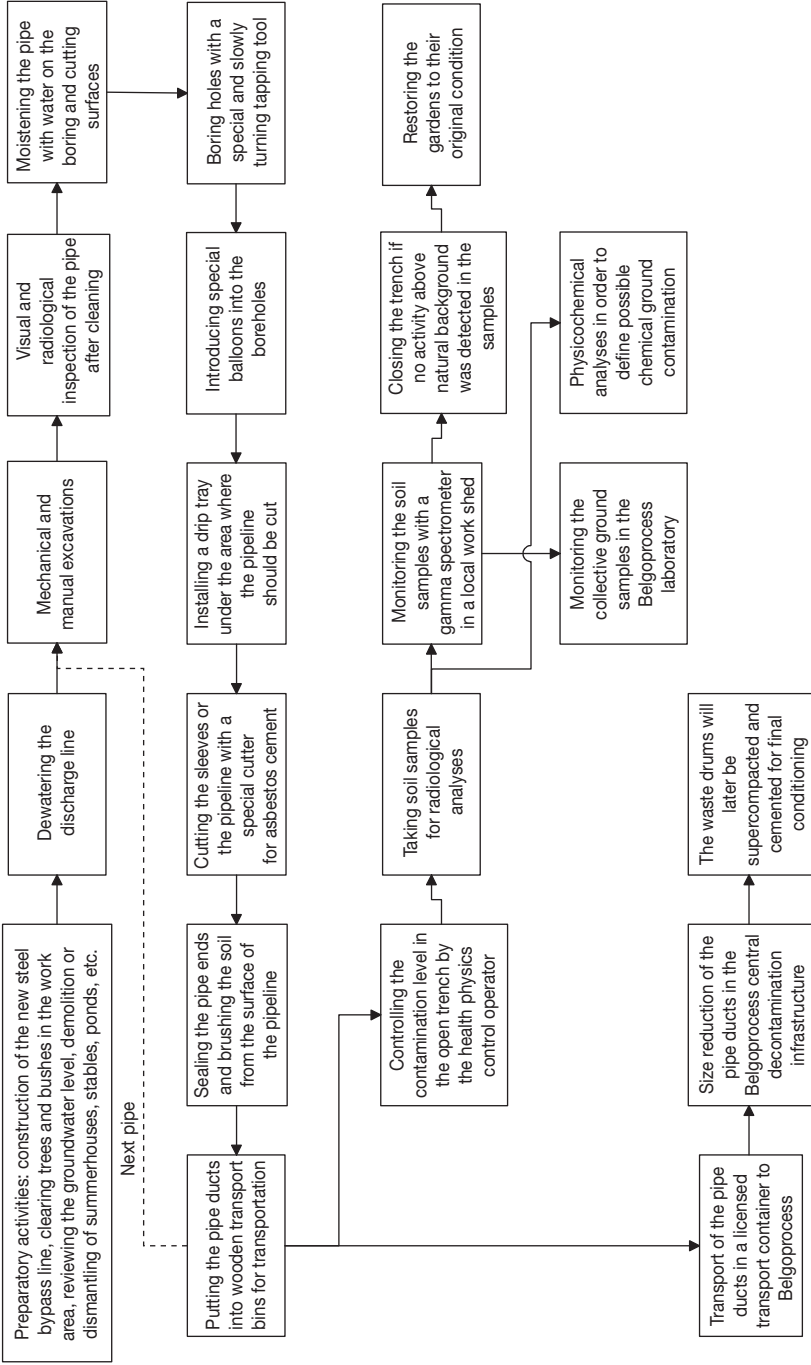 Preparatory activities: construction of the new steel
bypass line, clearing trees and bushes in the work
area, reviewing the groundwater level, demolition or
dismantling of summerhouses, stables, ponds, etc.
Dewatering the
discharge line
Mechanical and
manual excavations
Visual and
radiological
inspection of the pipe
after cleaning
Moistening the pipe
with water on the
boring and cutting
surfaces
Next pipe
Boring holes with a
special and slowly
turning tapping tool
Introducing special
balloons into the
boreholes
Installing a drip tray
under the area where
the pipeline
should be cut
Cutting the sleeves or
the pipeline with a
special cutter
for asbestos cement
Sealing the pipe ends
and brushing the soil
from the surface of
the pipeline
Putting the pipe ducts
into wooden transport
bins for transportation
Controlling the
contamination level in
the open trench by
the health physics
control operator
Taking soil samples
for radiological
analyses
Monitoring the soil
samples with a
gamma spectrometer
in a local work shed
Closing the trench if
no activity above
natural background
was detected in the
samples
Restoring the
gardens to their
original condition
Monitoring the
collective ground
samples in the
Belgoprocess
laboratory
Physicochemical
analyses in order to
define possible
chemical ground
contamination
Transport of the pipe
ducts in a licensed
transport container to
Belgoprocess
Size reduction of the
pipe ducts in the
Belgoprocess central
decontamination
infrastructure
The waste drums will
later be
supercompacted and
cemented for final
conditioning